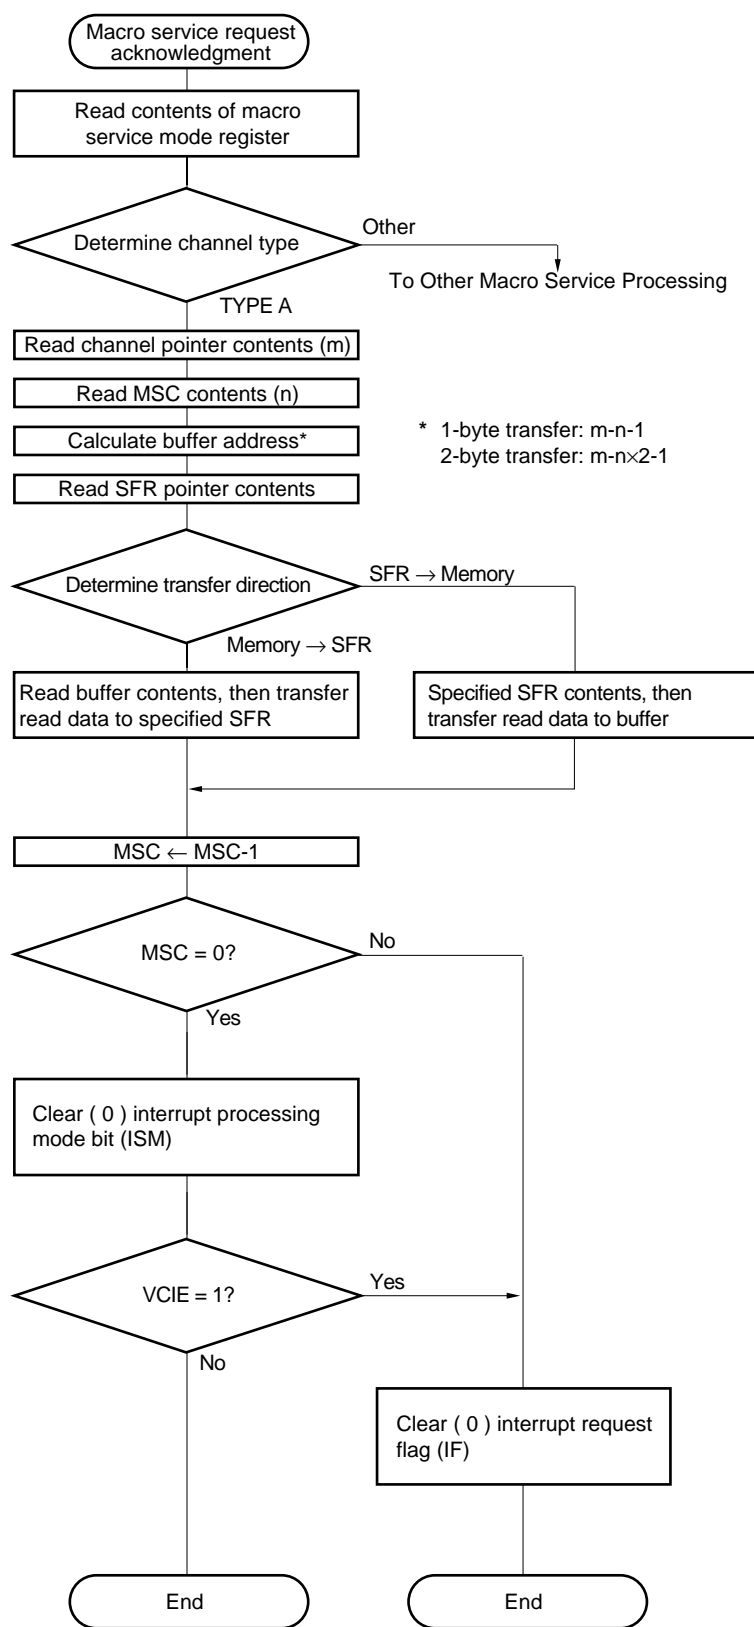 Macro service request
acknowledgment
Read contents of macro
service mode register
Determine channel type
Other
To Other Macro Service Processing
TYPE A
Read channel pointer contents (m)
Read MSC contents (n)
Calculate buffer address*
* 1-byte transfer: m-n-1
2-byte transfer: m-n×2-1
Read SFR pointer contents
Determine transfer direction
SFR → Memory
Memory → SFR
Read buffer contents, then transfer
read data to specified SFR
Specified SFR contents, then
transfer read data to buffer
MSC ← MSC-1
MSC = 0?
No
Yes
Clear ( 0 ) interrupt processing
mode bit (ISM)
VCIE = 1?
Yes
No
Clear ( 0 ) interrupt request
flag (IF)
End
End